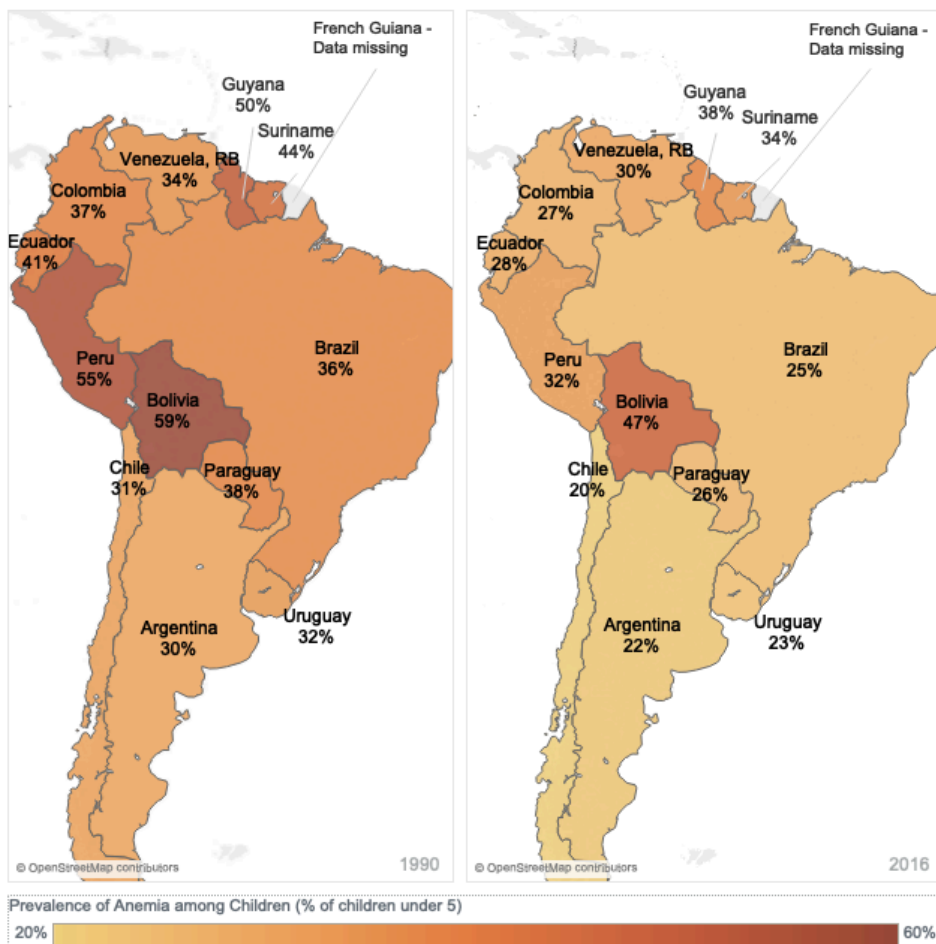 French Guiana -
Data missing
Guyana
50%
Suriname
44%
Venezuela, RB
34%
Colombia
37%
Ecuador
41%
Peru
55%
Brazil
36%
Bolivia
59%
Chile
31%
Paraguay
38%
Argentina
30%
Uruguay
32%
© OpenStreetMap contributors
1990
French Guiana -
Data missing
Guyana
38%
Suriname
34%
Venezuela, RB
30%
Colombia
27%
Ecuador
28%
Peru
32%
Brazil
25%
Bolivia
47%
Chile
20%
Paraguay
26%
Argentina
22%
Uruguay
23%
© OpenStreetMap contributors
2016
Prevalence of Anemia among Children (% of children under 5)
20% 60%